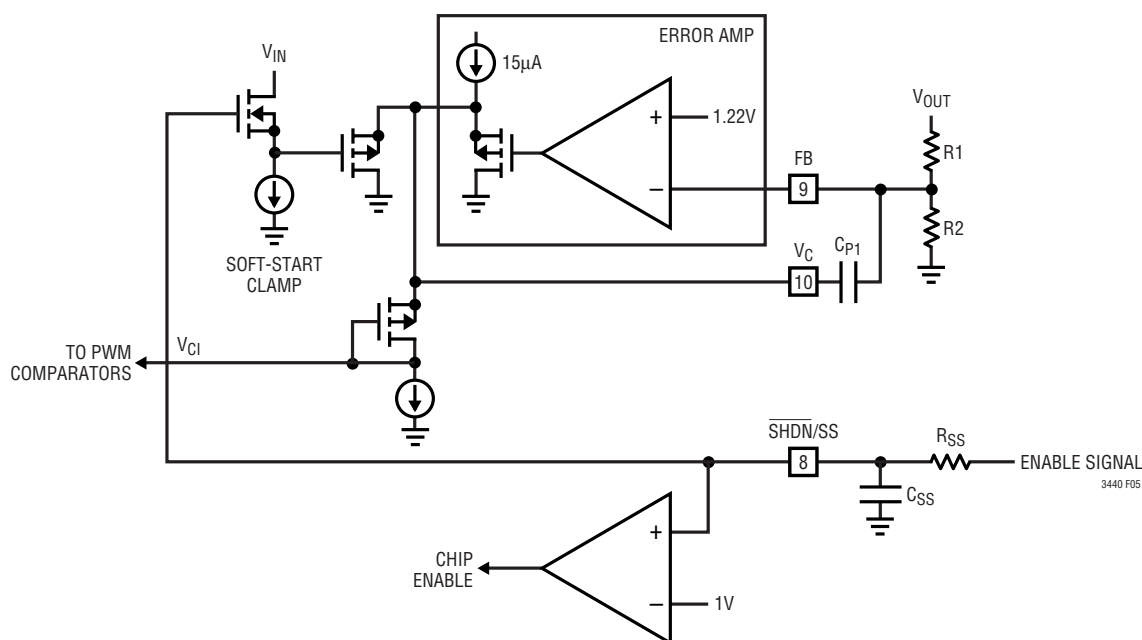 ERROR AMP
15µA
V_IN
1.22V
V_OUT
R1
FB
9
R2
SOFT-START
CLAMP
V_C
10
C_P1
TO PWM
COMPARATORS
V_CI
SHDN/SS
8
R_SS
ENABLE SIGNAL
3440 F05
C_SS
CHIP
ENABLE
1V
+
–
+
–